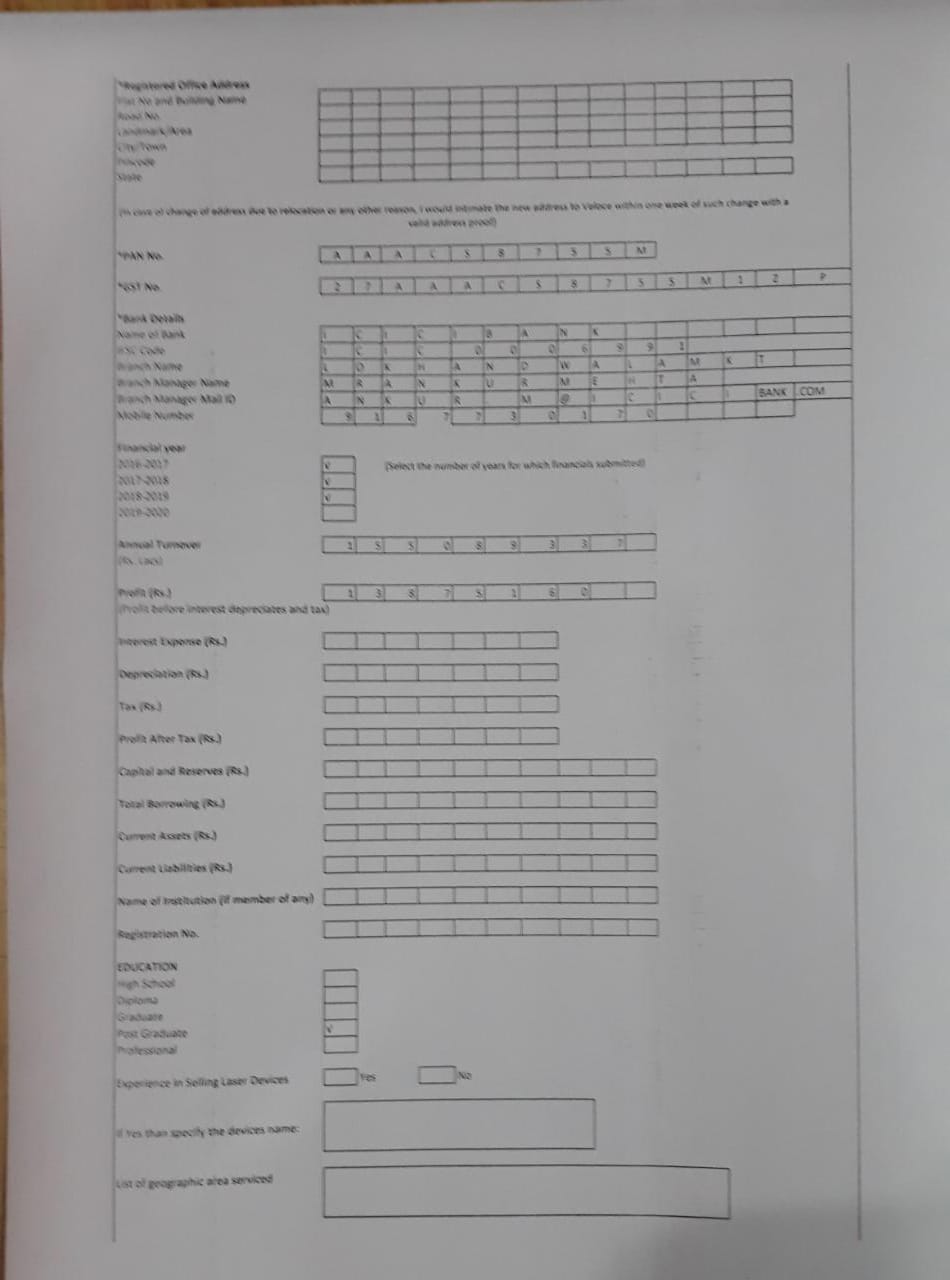 *Registered Office Address
Flat No and Building Name
Road No.
Landmark/Area
City/Town
Pincode
State
(In case of change of address due to relocation or any other reason, I would intimate the new address to Veloce within one week of such change with a
valid address proof)
*PAN No. A A A C S 8 7 5 5 M
*GST No. 2 7 A A A C S 8 7 5 5 M 1 Z P
*Bank Details
Name of Bank I C I C I B A N K
IFSC Code I C I C 0 0 0 6 9 9 1
Branch Name L O K H A N D W A L A M K T
Branch Manager Name M R A N K U R M E H T A
Branch Manager Mail ID A N K U R M @ I C I C I BANK .COM
Mobile Number 9 1 6 7 7 3 0 1 7 0
Financial year
2016-2017 √ (Select the number of years for which financials submitted)
2017-2018 √
2018-2019 √
2019-2020
Annual Turnover 1 5 5 0 8 9 3 3 7
(Rs. Lacs)
Profit (Rs.) 1 3 8 7 5 1 6 0
(Profit before interest depreciates and tax)
Interest Expense (Rs.)
Depreciation (Rs.)
Tax (Rs.)
Profit After Tax (Rs.)
Capital and Reserves (Rs.)
Total Borrowing (Rs.)
Current Assets (Rs.)
Current Liabilities (Rs.)
Name of Institution (if member of any)
Registration No.
EDUCATION
High School
Diploma
Graduate
Post Graduate √
Professional
Experience in Selling Laser Devices Yes No
If Yes than specify the devices name:
List of geographic area serviced